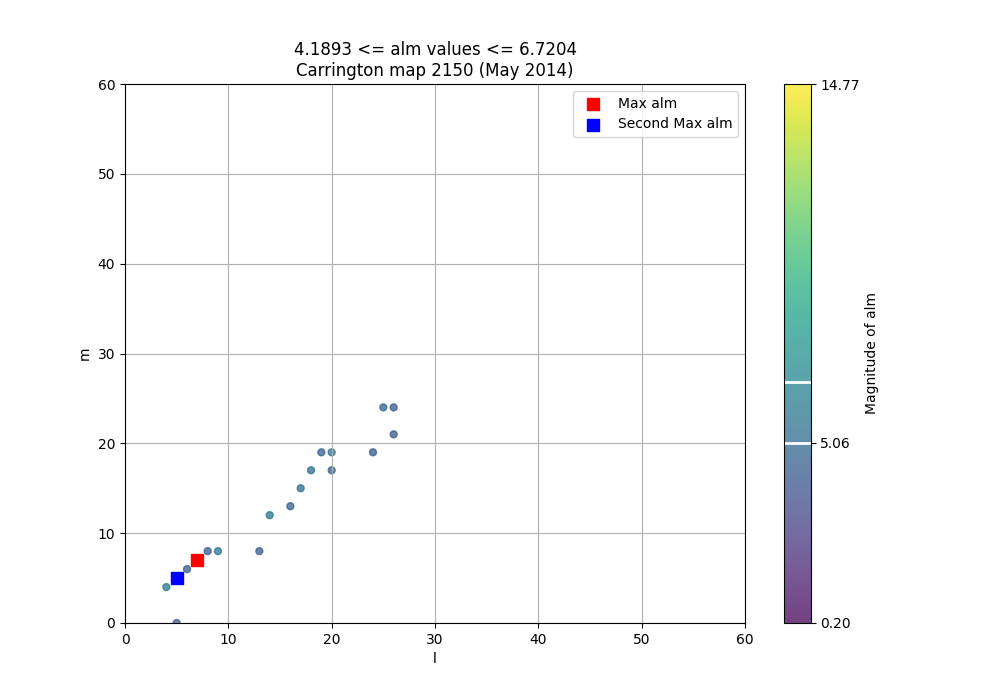 4.1893 <= alm values <= 6.7204
Carrington map 2150 (May 2014)
Max alm
Second Max alm
60
50
40
30
20
10
0
m
0 10 20 30 40 50 60
l
14.77
5.06
0.20
Magnitude of alm